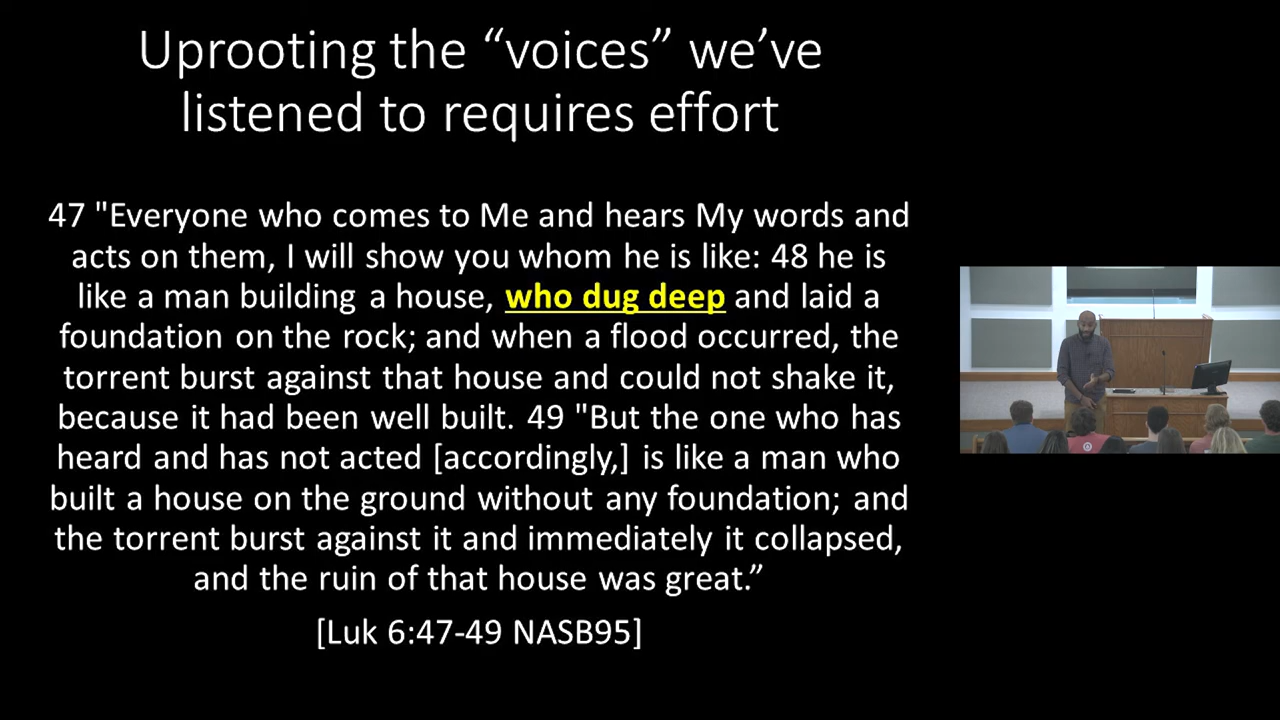 Uprooting the “voices” we’ve
listened to requires effort
47 "Everyone who comes to Me and hears My words and
acts on them, I will show you whom he is like: 48 he is
like a man building a house, who dug deep and laid a
foundation on the rock; and when a flood occurred, the
torrent burst against that house and could not shake it,
because it had been well built. 49 "But the one who has
heard and has not acted [accordingly,] is like a man who
built a house on the ground without any foundation; and
the torrent burst against it and immediately it collapsed,
and the ruin of that house was great.”
[Luk 6:47-49 NASB95]